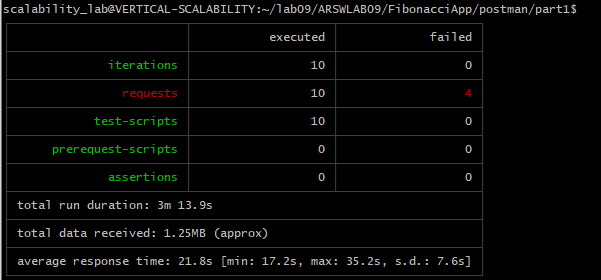 scalability_lab@VERTICAL-SCALABILITY:~/lab09/ARSWLAB09/FibonacciApp/postman/part1$
executed failed
iterations 10 0
requests 10 4
test-scripts 10 0
prerequest-scripts 0 0
assertions 0 0
total run duration: 3m 13.9s
total data received: 1.25MB (approx)
average response time: 21.8s [min: 17.2s, max: 35.2s, s.d.: 7.6s]